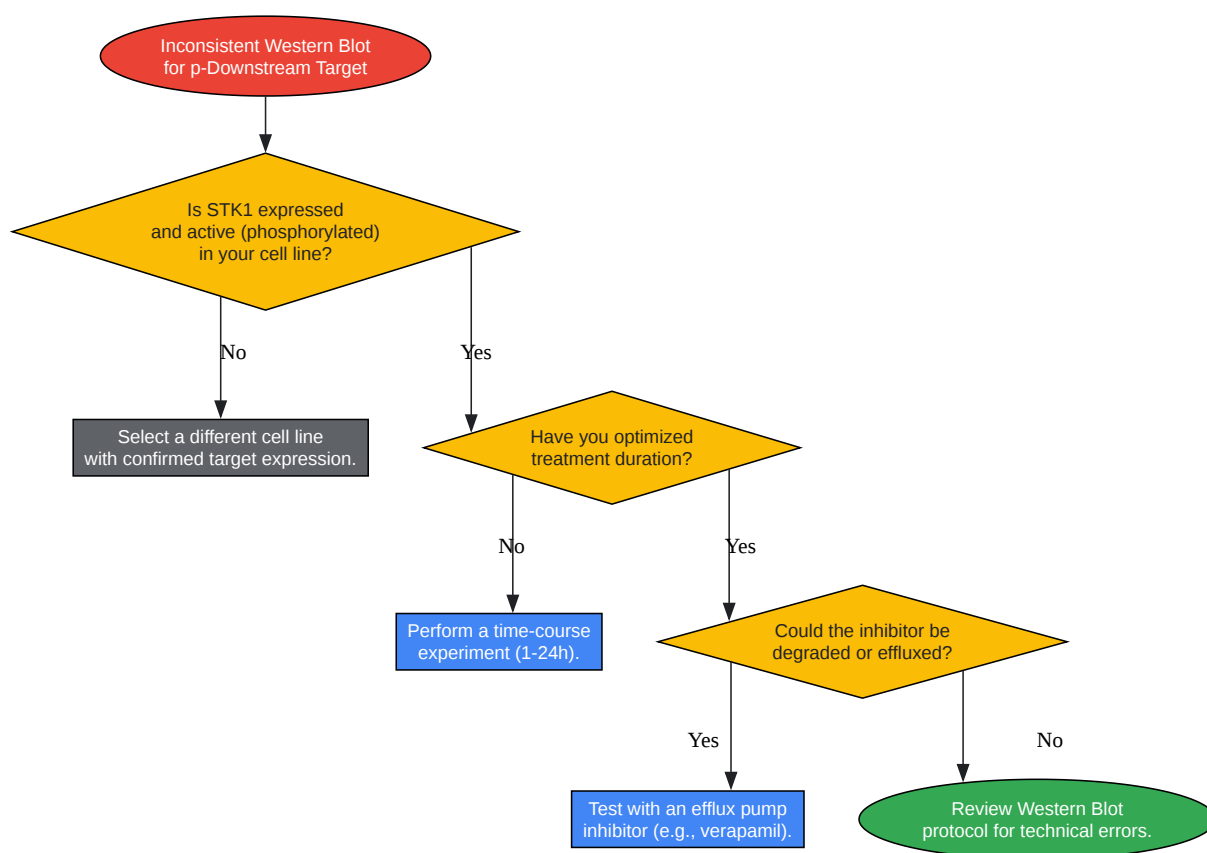 Inconsistent Western Blot
for p-Downstream Target
Is STK1 expressed
and active (phosphorylated)
in your cell line?
No
Yes
Select a different cell line
with confirmed target expression.
Have you optimized
treatment duration?
No
Yes
Perform a time-course
experiment (1-24h).
Could the inhibitor be
degraded or effluxed?
Yes
No
Test with an efflux pump
inhibitor (e.g., verapamil).
Review Western Blot
protocol for technical errors.